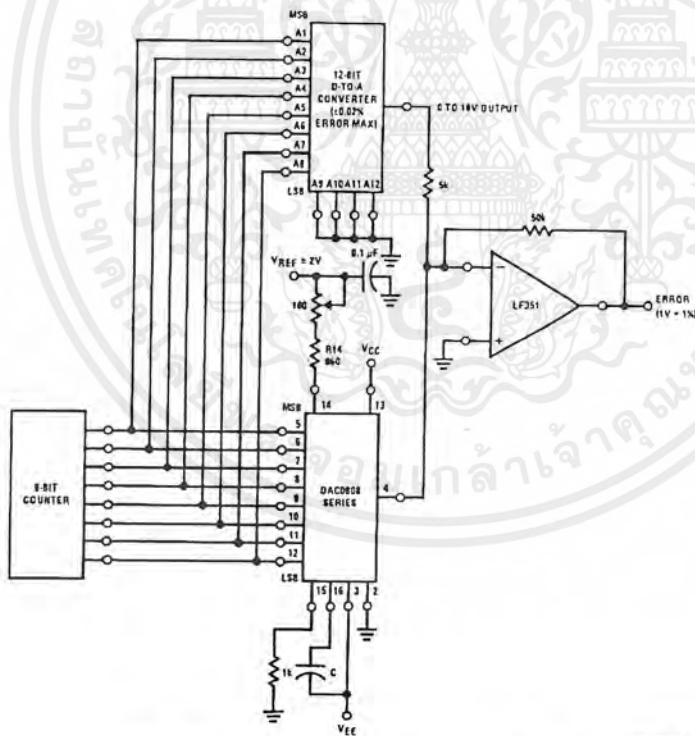 MSB
A1
A2
A3
A4
A5
A6
A7
A8
LSB
12-BIT
D-TO-A
CONVERTER
(±0.02%
ERROR MAX)
A9 A10 A11 A12
0 TO 10V OUTPUT
5k
50k
VREF = 2V
0.1 µF
100
R14
LF351
ERROR
(1V = 1%)
VCC
MSB
14
13
5
6
7
8
9
10
11
12
LSB
8-BIT
COUNTER
DAC0808
SERIES
4
15
16
3
2
1k
C
VEE